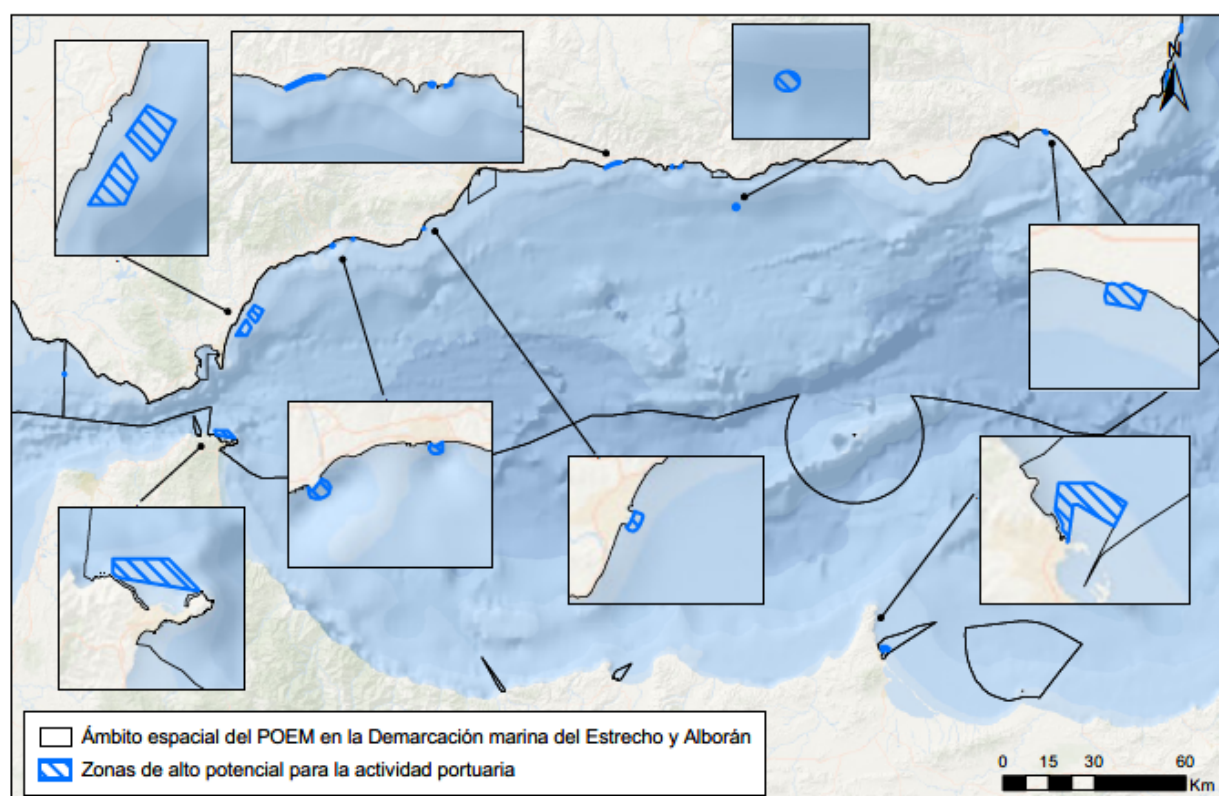 N
Ámbito espacial del POEM en la Demarcación marina del Estrecho y Alborán
Zonas de alto potencial para la actividad portuaria
0 15 30 60
Km